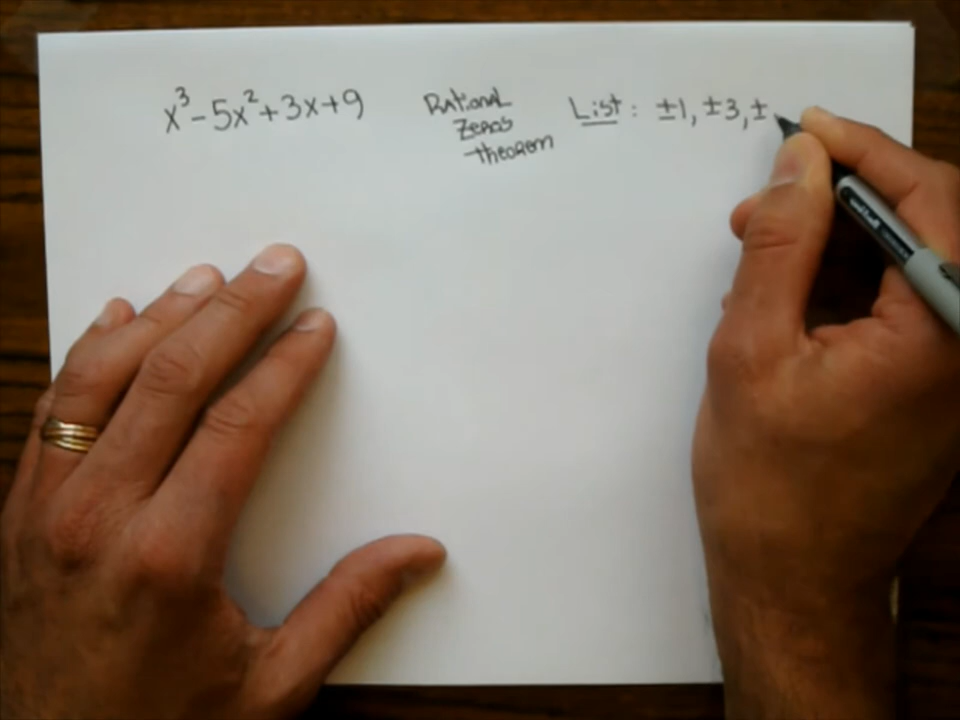 x³ - 5x² + 3x + 9
Rational
Zeros
theorem
List: ±1, ±3, ±